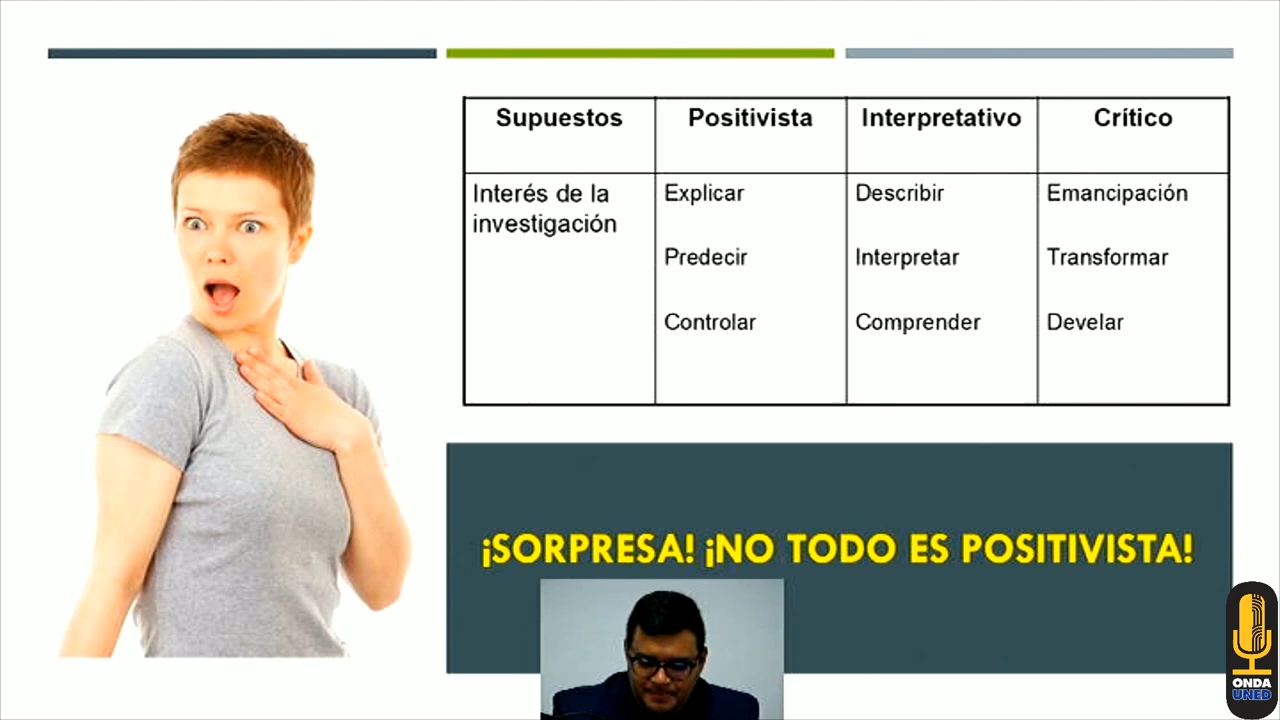 Supuestos
Positivista
Interpretativo
Crítico
Interés de la
investigación
Explicar
Predecir
Controlar
Describir
Interpretar
Comprender
Emancipación
Transformar
Develar
¡SORPRESA! ¡NO TODO ES POSITIVISTA!
ONDA
UNED